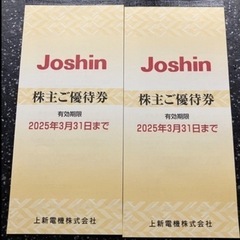 Joshin
株主ご優待券
有効期限
2025年3月31日まで
上新電機株式会社
Joshin
株主ご優待券
有効期限
2025年3月31日まで
上新電機株式会社